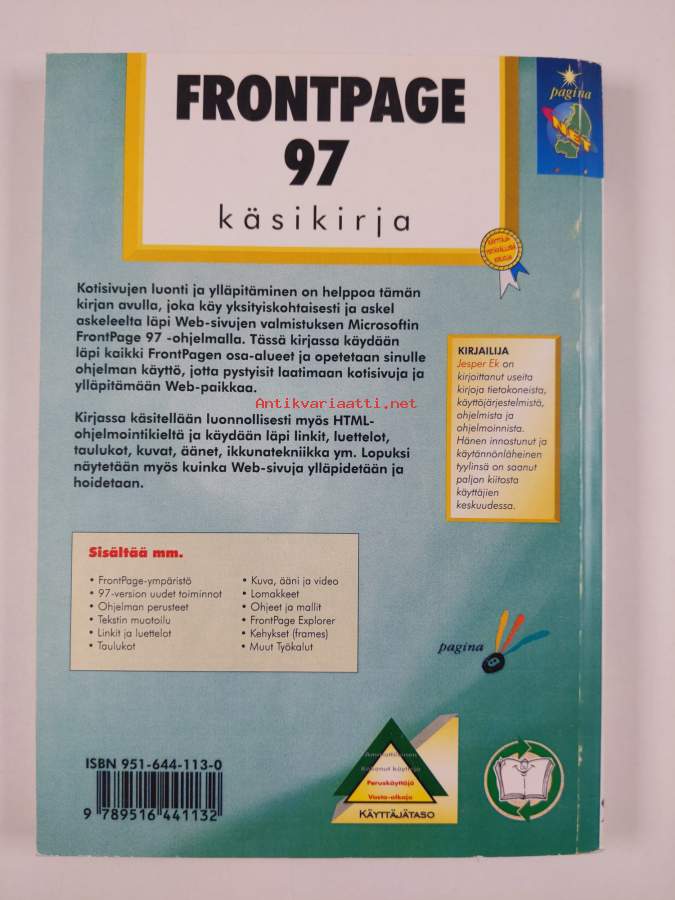 FRONTPAGE
97
käsikirja
pagina
KÄYTTÄJÄ-
YSTÄVÄLLISIÄ
KIRJOJA
Kotisivujen luonti ja ylläpitäminen on helppoa tämän
kirjan avulla, joka käy yksityiskohtaisesti ja askel
askeleelta läpi Web-sivujen valmistuksen Microsoftin
FrontPage 97 -ohjelmalla. Tässä kirjassa käydään
läpi kaikki FrontPagen osa-alueet ja opetetaan sinulle
ohjelman käyttö, jotta pystyisit laatimaan kotisivuja ja
ylläpitämään Web-paikkaa.
Antikvariaatti.net
Kirjassa käsitellään luonnollisesti myös HTML-
ohjelmointikieltä ja käydään läpi linkit, luettelot,
taulukot, kuvat, äänet, ikkunatekniikka ym. Lopuksi
näytetään myös kuinka Web-sivuja ylläpidetään ja
hoidetaan.
KIRJAILIJA
Jesper Ek on
kirjoittanut useita
kirjoja tietokoneista,
käyttöjärjestelmistä,
ohjelmista ja
ohjelmoinnista.
Hänen innostunut ja
käytännönläheinen
tyylinsä on saanut
paljon kiitosta
käyttäjien
keskuudessa.
Sisältää mm.
• FrontPage-ympäristö
• 97-version uudet toiminnot
• Ohjelman perusteet
• Tekstin muotoilu
• Linkit ja luettelot
• Taulukot
• Kuva, ääni ja video
• Lomakkeet
• Ohjeet ja mallit
• FrontPage Explorer
• Kehykset (frames)
• Muut Työkalut
pagina
ISBN 951-644-113-0
9 789516 441132
Ammattilainen
Kokenut käyttäjä
Peruskäyttäjä
Vasta-alkaja
KÄYTTÄJÄTASO